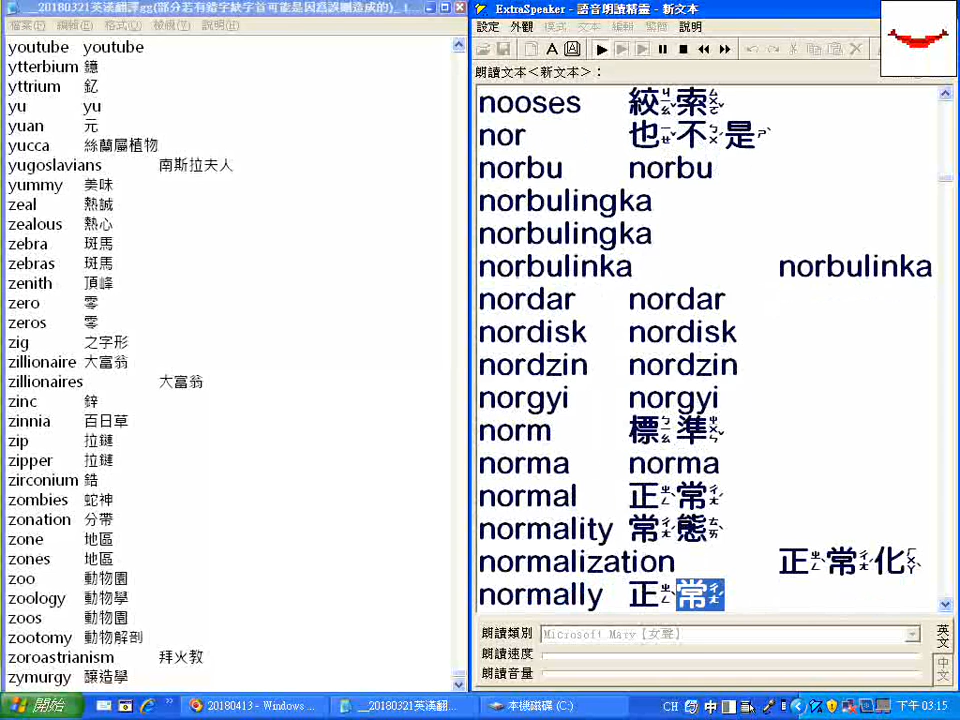 __20180321英漢翻譯gg(部分若有錯字缺字首可能是因為誤刪造成的)_
檔案(F) 編輯(E) 格式(O) 檢視(V) 說明(H)
youtube youtube
ytterbium 鐿
yttrium 釔
yu yu
yuan 元
yucca 絲蘭屬植物
yugoslavians 南斯拉夫人
yummy 美味
zeal 熱誠
zealous 熱心
zebra 斑馬
zebras 斑馬
zenith 頂峰
zero 零
zeros 零
zig 之字形
zillionaire 大富翁
zillionaires 大富翁
zinc 鋅
zinnia 百日草
zip 拉鏈
zipper 拉鏈
zirconium 鋯
zombies 蛇神
zonation 分帶
zone 地區
zones 地區
zoo 動物園
zoology 動物學
zoos 動物園
zootomy 動物解剖
zoroastrianism 拜火教
zymurgy 釀造學
ExtraSpeaker - 語音朗讀精靈 - 新文本
設定 外觀 模式 文本 編輯 繁簡 說明
朗讀文本<新文本>:
nooses 絞索
nor 也不是
norbu norbu
norbulingka
norbulingka
norbulinka norbulinka
nordar nordar
nordisk nordisk
nordzin nordzin
norgyi norgyi
norm 標準
norma norma
normal 正常
normality 常態
normalization 正常化
normally 正常
朗讀類別 Microsoft Mary [女聲]
朗讀速度
朗讀音量
英文
中文
開始 20180413 - Windows ... __20180321英漢翻... 本機磁碟 (C:) CH 中 下午 03:15